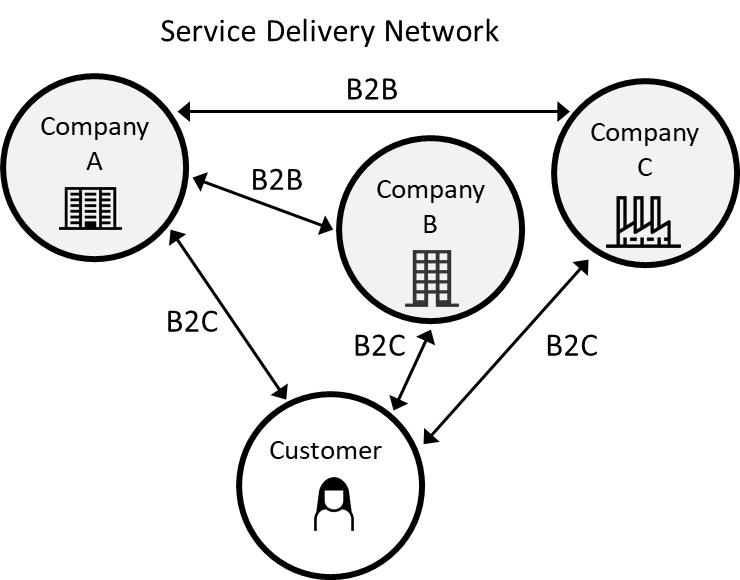 Service Delivery Network
B2B
Company
A
Company
C
B2B
Company
B
B2C
B2C
B2C
Customer